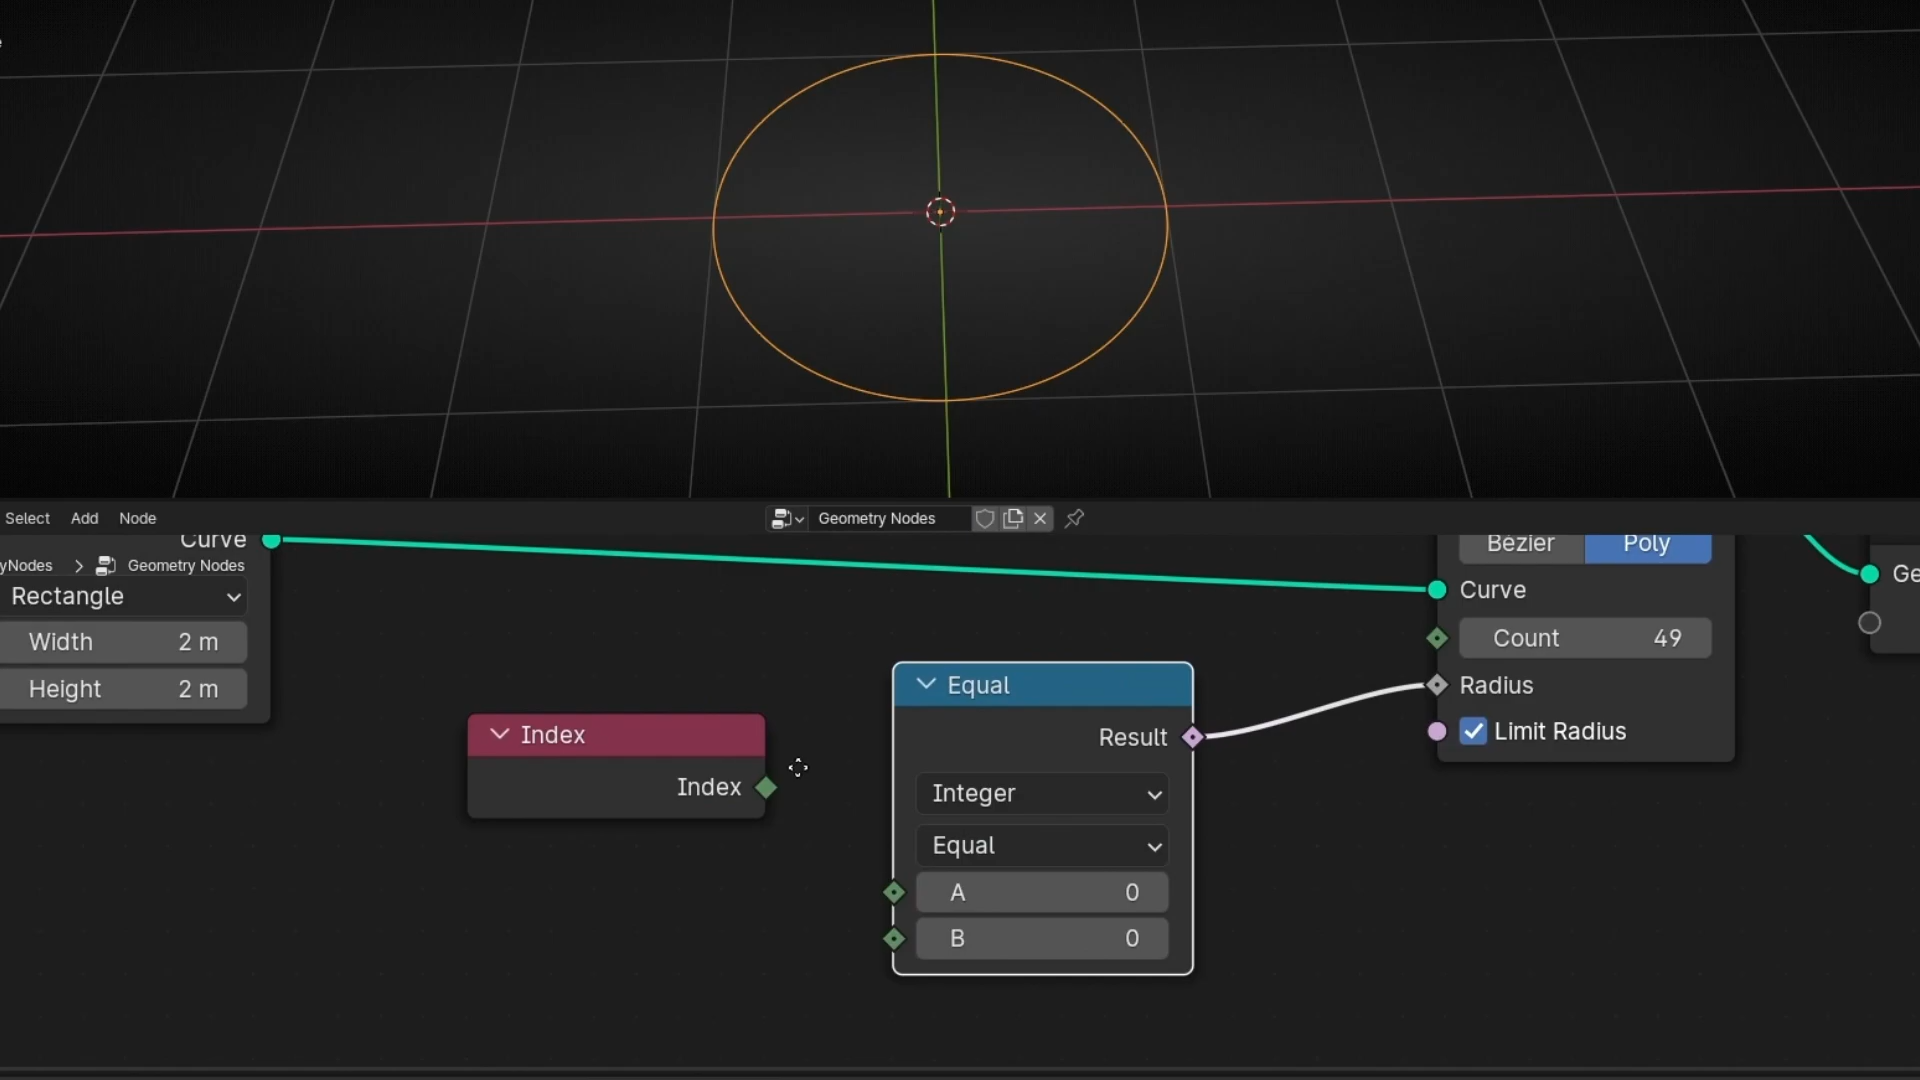 Select Add Node
Geometry Nodes
Curve
yNodes > Geometry Nodes
Rectangle
Width 2 m
Height 2 m
Index
Index
Equal
Result
Integer
Equal
A 0
B 0
Bézier Poly
Curve
Count 49
Radius
Limit Radius
Ge